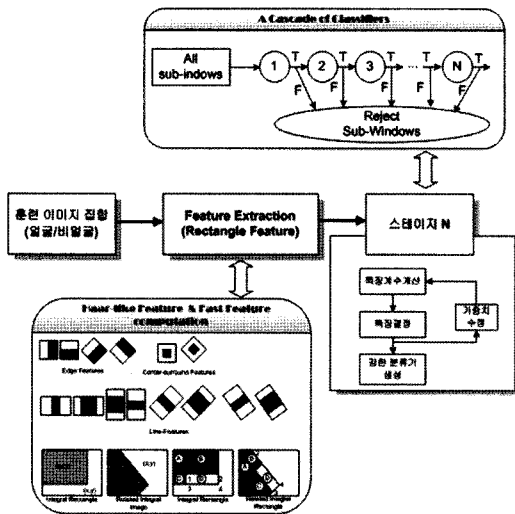 A Cascade of Classifiers
All
sub-indows
1
T
2
T
3
T
...
T
N
T
F
F
F
F
F
Reject
Sub-Windows
훈련 이미지 집합
(얼굴/비얼굴)
Feature Extraction
(Rectangle Feature)
스테이지 N
특징계수계산
특징결정
가중치
수정
강한 분류기
생성
Haar-like Feature & Fast Feature
computation
Edge Features
Center-surround Features
Line-Features
(x,y)
Integral Rectangle
(x,y)
Rotated Integral
Image
A
B
1
2
3
4
Integral Rectangle
Rotated Integral
Rectangle